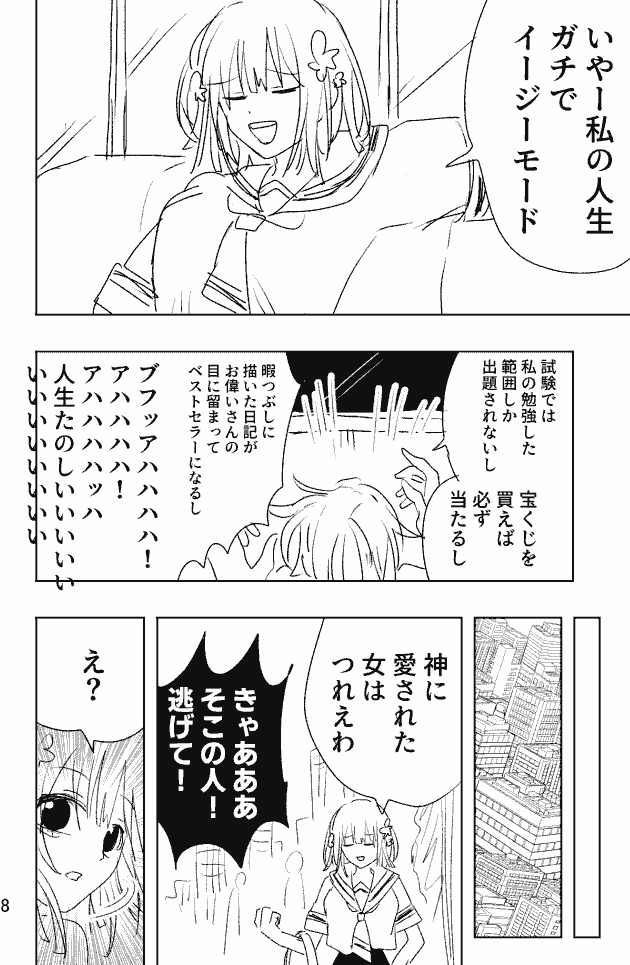 いやー私の人生
ガチで
イージーモード
試験では
私の勉強した
範囲しか
出題されないし
宝くじを
買えば
必ず
当たるし
暇つぶしに
描いた日記が
お偉いさんの
目に留まって
ベストセラーになるし
ブフッアハハハハ！
アハハハハ！
アハハハハッハ
人生たのしいいいいいい
いいいいいいいいい
神に
愛された
女は
つれえわ
きゃあああ
そこの人！
逃げて！
え？
8